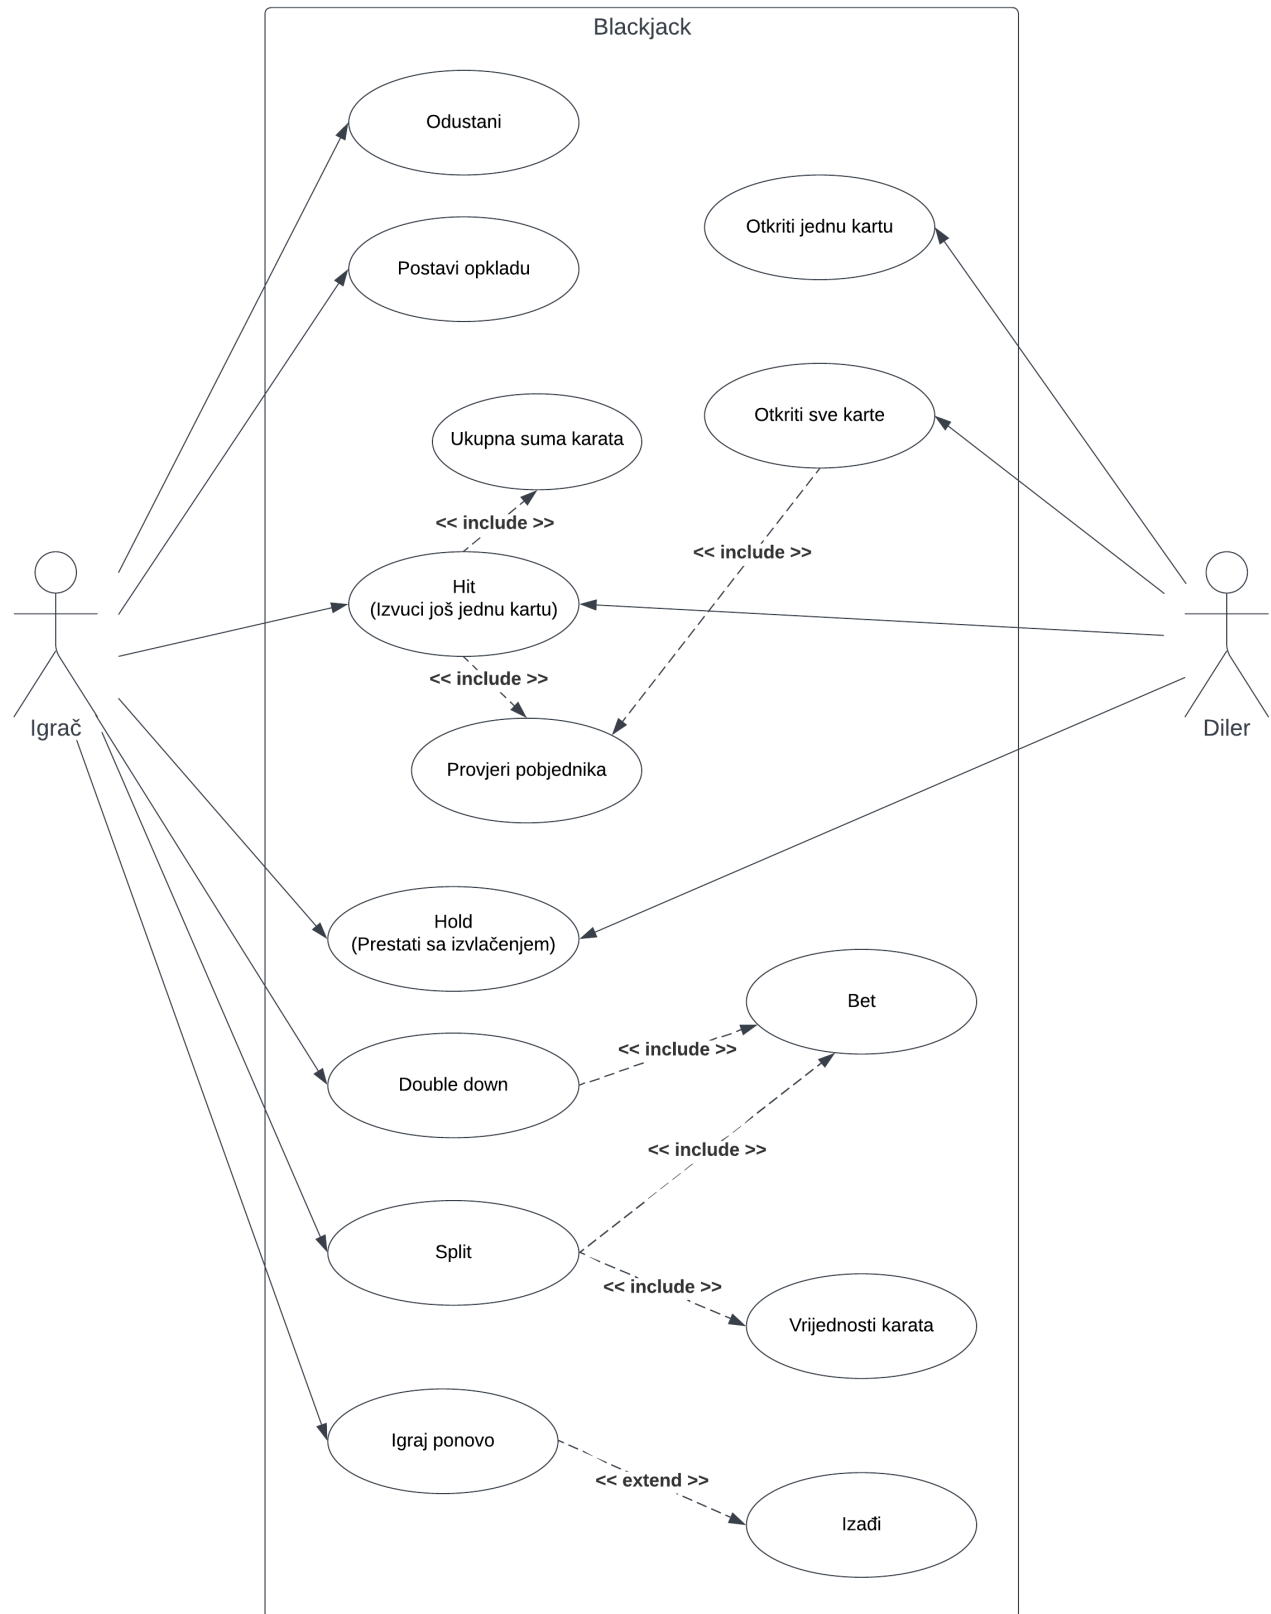 Blackjack
Odustani
Otkriti jednu kartu
Postavi opkladu
Otkriti sve karte
Ukupna suma karata
<< include >>
<< include >>
Hit
(Izvuci još jednu kartu)
<< include >>
Igrač
Diler
Provjeri pobjednika
Hold
(Prestati sa izvlačenjem)
Bet
<< include >>
Double down
<< include >>
Split
<< include >>
Vrijednosti karata
Igraj ponovo
<< extend >>
Izađi